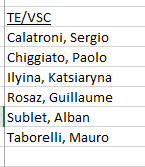 TE/VSC
Calatroni, Sergio
Chiggiato, Paolo
Ilyina, Katsiaryna
Rosaz, Guillaume
Sublet, Alban
Taborelli, Mauro